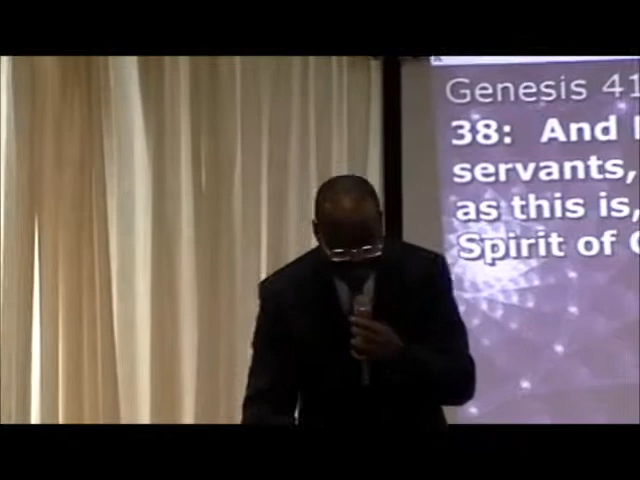 Genesis 41
38: And
servants,
as this is,
Spirit of